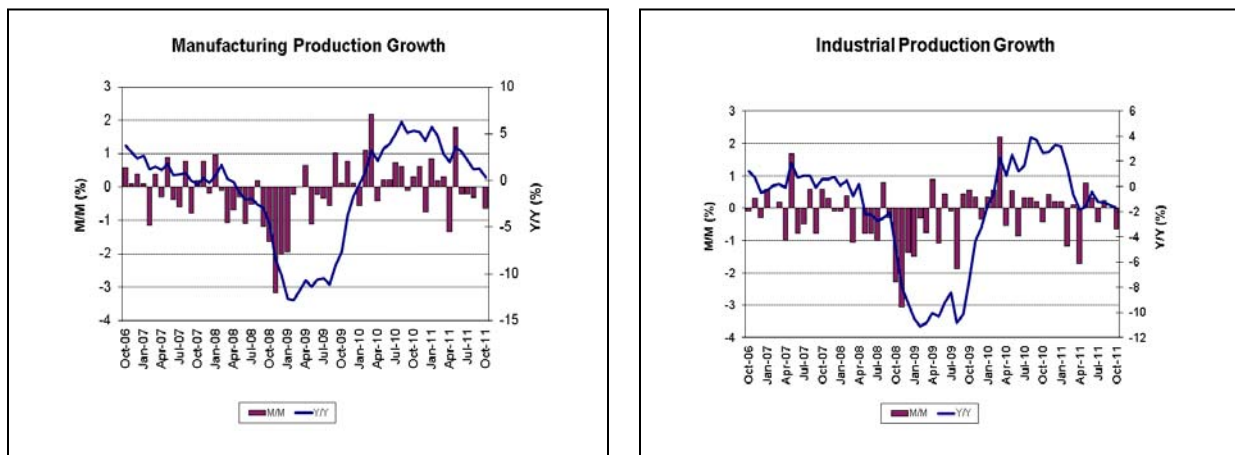 Manufacturing Production Growth
3
2
1
0
-1
-2
-3
-4
M/M (%)
10
5
0
-5
-10
-15
Y/Y (%)
Oct-06
Jan-07
Apr-07
Jul-07
Oct-07
Jan-08
Apr-08
Jul-08
Oct-08
Jan-09
Apr-09
Jul-09
Oct-09
Jan-10
Apr-10
Jul-10
Oct-10
Jan-11
Apr-11
Jul-11
Oct-11
M/M
Y/Y
Industrial Production Growth
3
2
1
0
-1
-2
-3
-4
M/M (%)
6
4
2
0
-2
-4
-6
-8
-10
-12
Y/Y (%)
Oct-06
Jan-07
Apr-07
Jul-07
Oct-07
Jan-08
Apr-08
Jul-08
Oct-08
Jan-09
Apr-09
Jul-09
Oct-09
Jan-10
Apr-10
Jul-10
Oct-10
Jan-11
Apr-11
Jul-11
Oct-11
M/M
Y/Y